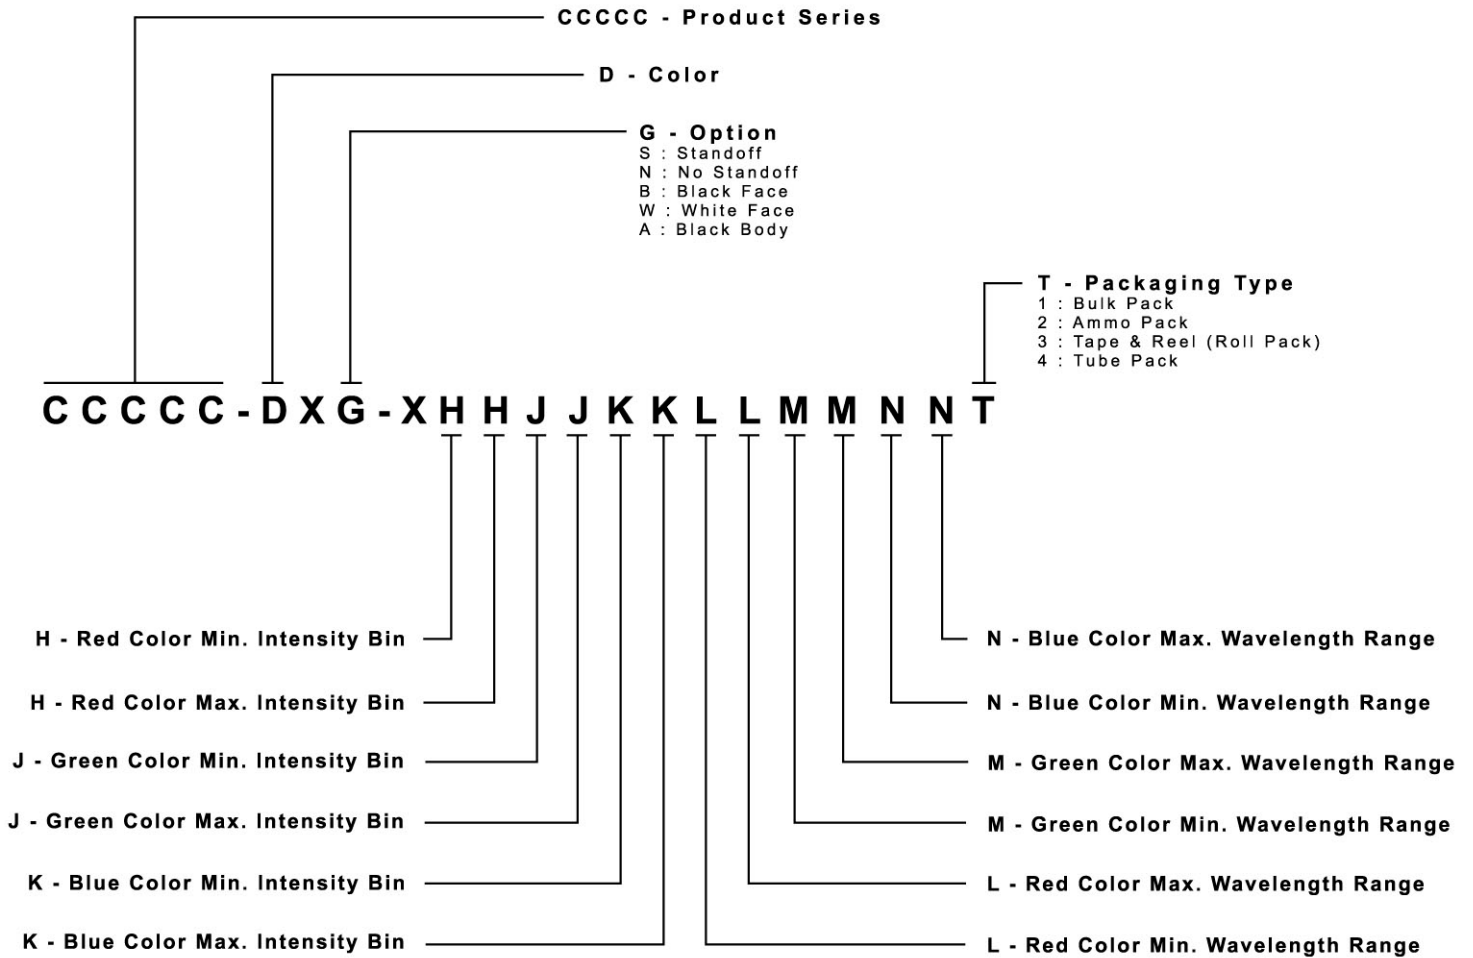 CCCCC - Product Series
D - Color
G - Option
S : Standoff
N : No Standoff
B : Black Face
W : White Face
A : Black Body
T - Packaging Type
1 : Bulk Pack
2 : Ammo Pack
3 : Tape & Reel (Roll Pack)
4 : Tube Pack
CCCCC-DXG-XHHJJKKLLMMNNT
H - Red Color Min. Intensity Bin
H - Red Color Max. Intensity Bin
J - Green Color Min. Intensity Bin
J - Green Color Max. Intensity Bin
K - Blue Color Min. Intensity Bin
K - Blue Color Max. Intensity Bin
N - Blue Color Max. Wavelength Range
N - Blue Color Min. Wavelength Range
M - Green Color Max. Wavelength Range
M - Green Color Min. Wavelength Range
L - Red Color Max. Wavelength Range
L - Red Color Min. Wavelength Range